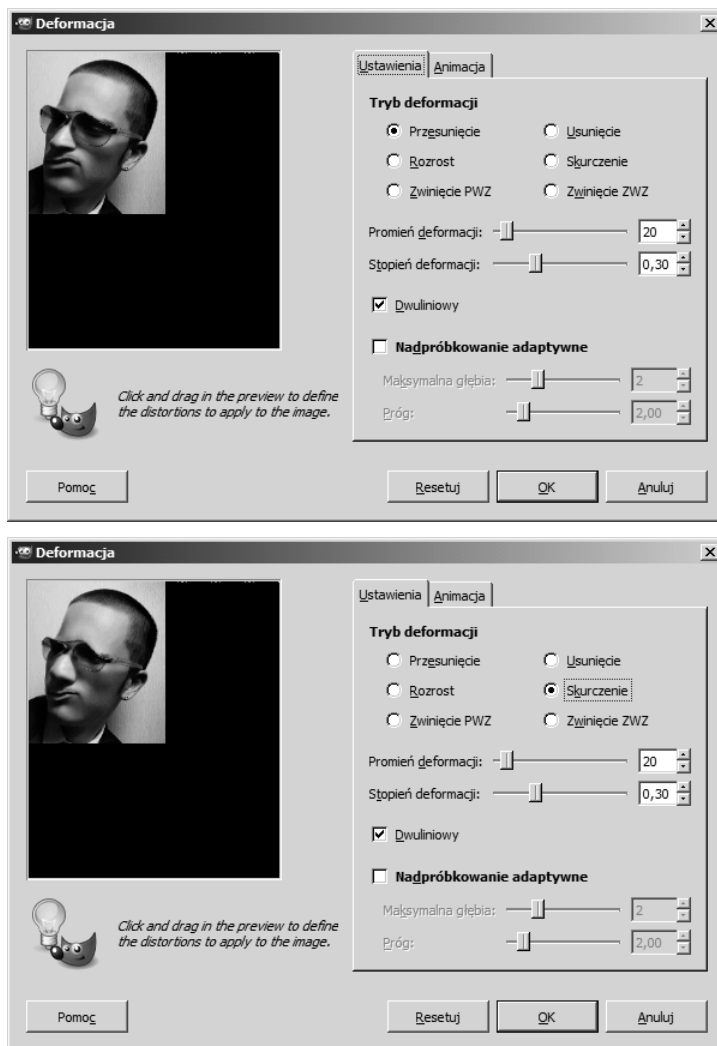 Deformacja
Ustawienia Animacja
Tryb deformacji
Przesunięcie Usunięcie
Rozrost Skurczenie
Zwinięcie PWZ Zwinięcie ZWZ
Promień deformacji: 20
Stopień deformacji: 0,30
Dwuliniowy
Nadpróbkowanie adaptywne
Maksymalna głębia: 2
Próg: 2,00
Click and drag in the preview to define
the distortions to apply to the image.
Pomoc Resetuj OK Anuluj
Deformacja
Ustawienia Animacja
Tryb deformacji
Przesunięcie Usunięcie
Rozrost Skurczenie
Zwinięcie PWZ Zwinięcie ZWZ
Promień deformacji: 20
Stopień deformacji: 0,30
Dwuliniowy
Nadpróbkowanie adaptywne
Maksymalna głębia: 2
Próg: 2,00
Click and drag in the preview to define
the distortions to apply to the image.
Pomoc Resetuj OK Anuluj